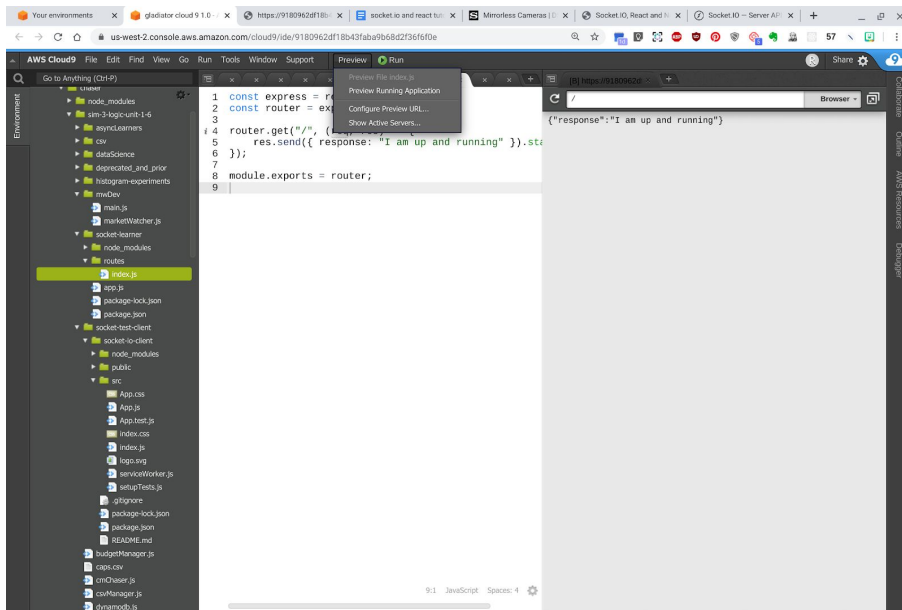 Your environments
gladiator cloud 9 1.0 - /
https://9180962df18b4
socket.io and react tuto
Mirrorless Cameras | D
Socket.IO, React and N
Socket.IO — Server API
us-west-2.console.aws.amazon.com/cloud9/ide/9180962df18b43faba9b68d2f36f6f0e
57
AWS Cloud9 File Edit Find View Go Run Tools Window Support Preview Run Share
Go to Anything (Ctrl-P)
Preview File index.js
Preview Running Application
Configure Preview URL...
Show Active Servers...
[B] https://9180962df
/
Browser
Environment
chaser
node_modules
sim-3-logic-unit-1-6
asyncLearners
csv
dataScience
deprecated_and_prior
histogram-experiments
mwDev
main.js
marketWatcher.js
socket-learner
node_modules
routes
index.js
app.js
package-lock.json
package.json
socket-test-client
socket-io-client
node_modules
public
src
App.css
App.js
App.test.js
index.css
index.js
logo.svg
serviceWorker.js
setupTests.js
.gitignore
package-lock.json
package.json
README.md
budgetManager.js
caps.csv
cmChaser.js
csvManager.js
dynamodb.js
1 const express = re
2 const router = exp
3
4 router.get("/", (
5 res.send({ response: "I am up and running" }).sta
6 });
7
8 module.exports = router;
9
{"response":"I am up and running"}
9:1 JavaScript Spaces: 4
Collaborate
Outline
AWS Resources
Debugger